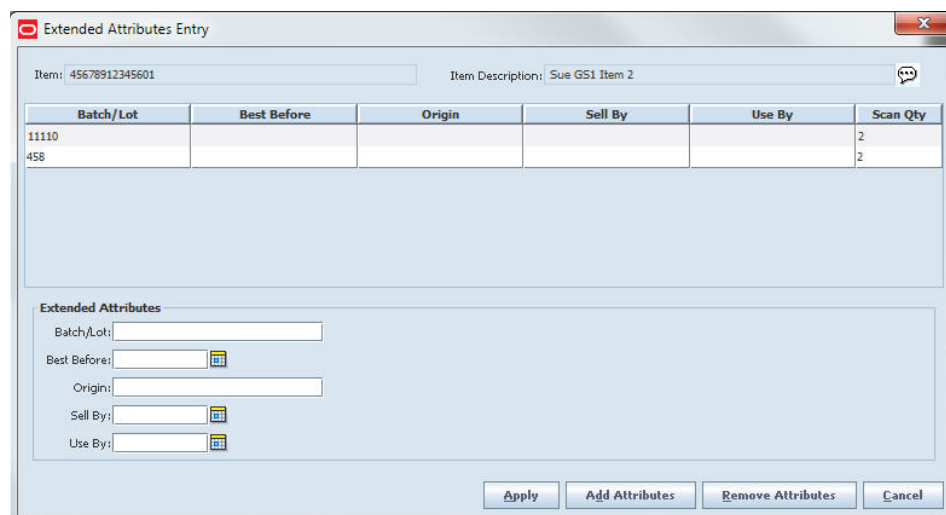 Extended Attributes Entry
Item: 45678912345601 Item Description: Sue GS1 Item 2
Batch/Lot Best Before Origin Sell By Use By Scan Qty
11110 2
458 2
Extended Attributes
Batch/Lot:
Best Before:
Origin:
Sell By:
Use By:
Apply Add Attributes Remove Attributes Cancel